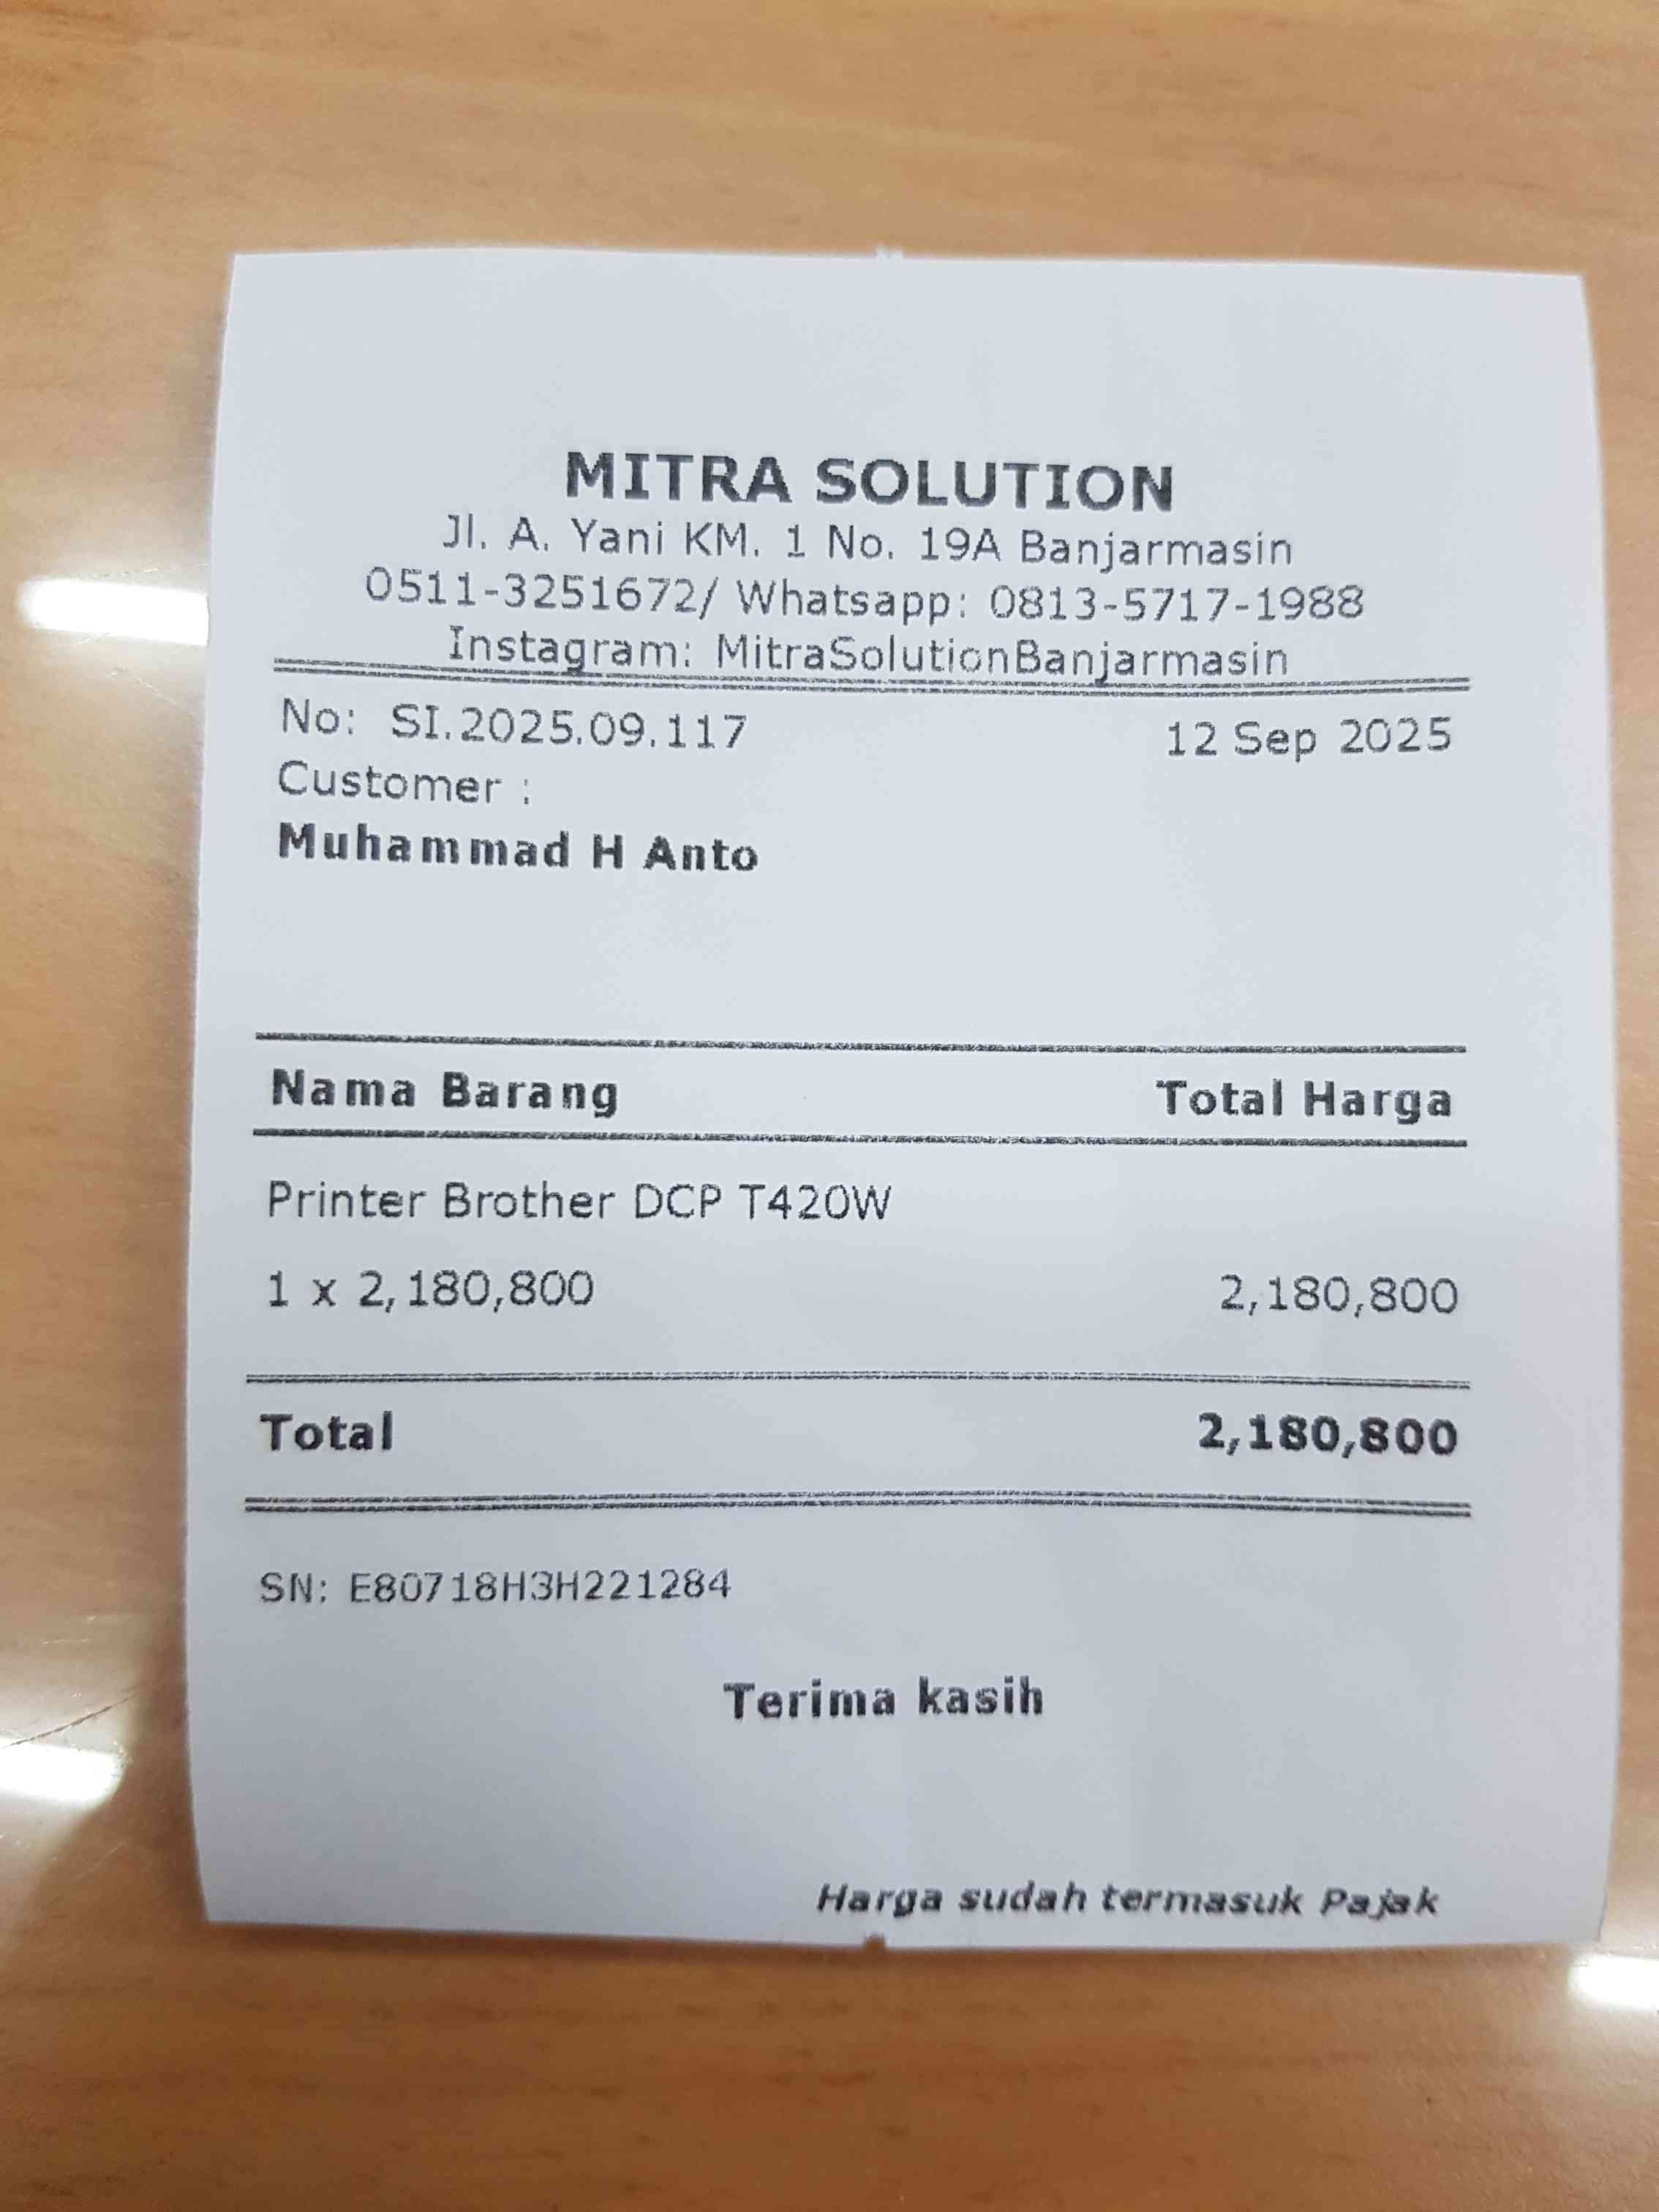 MITRA SOLUTION
Jl. A. Yani KM. 1 No. 19A Banjarmasin
0511-3251672/ Whatsapp: 0813-5717-1988
Instagram: MitraSolutionBanjarmasin
No: SI.2025.09.117 12 Sep 2025
Customer :
Muhammad H Anto
Nama Barang Total Harga
Printer Brother DCP T420W
1 x 2,180,800 2,180,800
Total 2,180,800
SN: E80718H3H221284
Terima kasih
Harga sudah termasuk Pajak